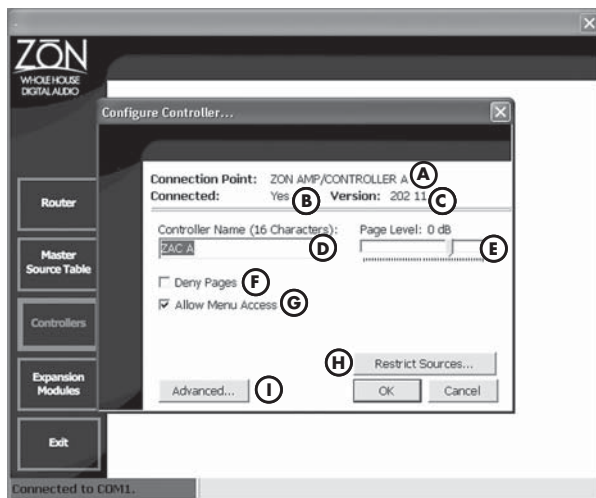 ZŌN
WHOLE HOUSE
DIGITAL AUDIO
Configure Controller...
Connection Point: ZON AMP/CONTROLLER A A
Connected: Yes B Version: 202 11 C
Controller Name (16 Characters): Page Level: 0 dB
ZAC A D E
Deny Pages F
Allow Menu Access G
H Restrict Sources...
Advanced... I OK Cancel
Router
Master
Source Table
Controllers
Expansion
Modules
Exit
Connected to COM1.